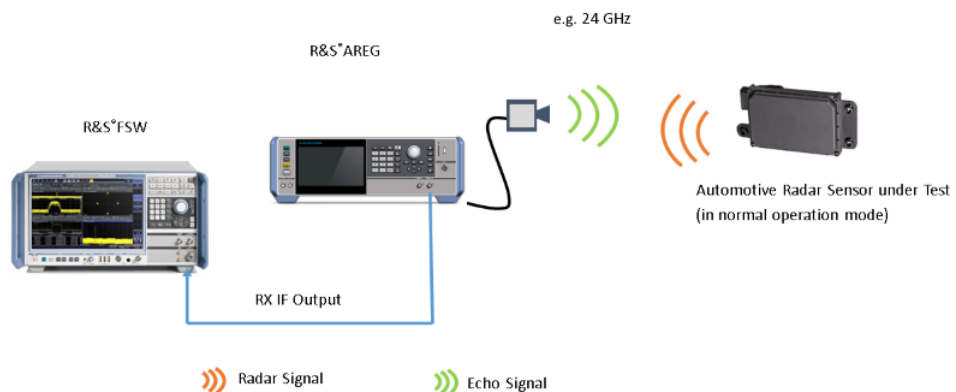 e.g. 24 GHz
R&S®AREG
R&S®FSW
Automotive Radar Sensor under Test
(in normal operation mode)
RX IF Output
Radar Signal
Echo Signal